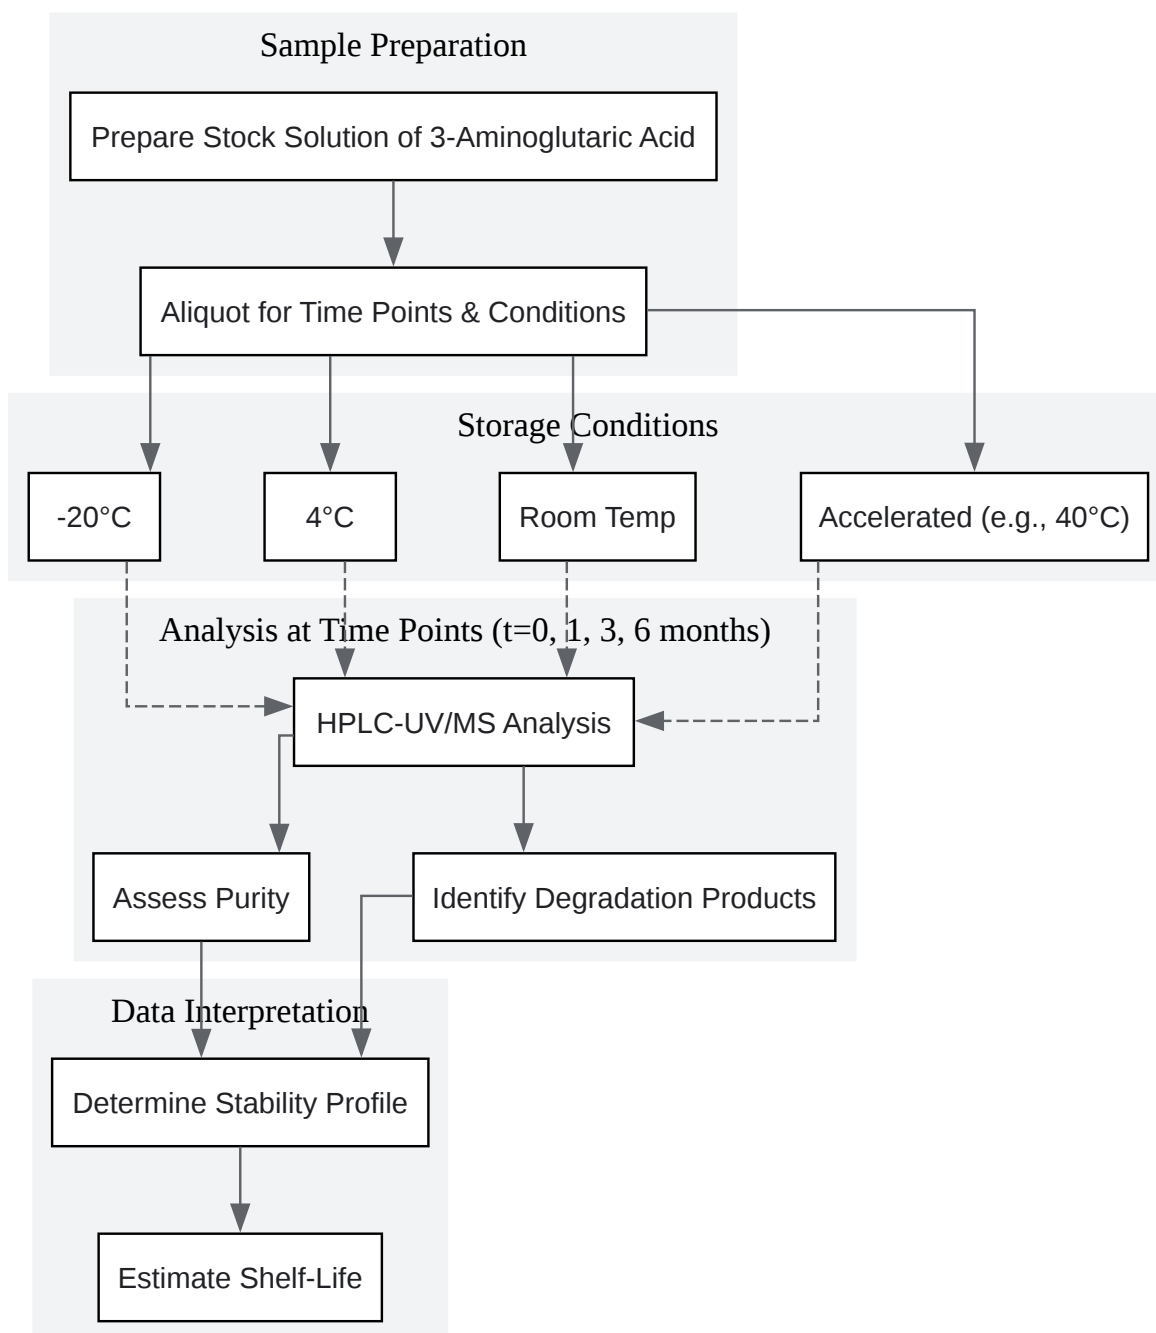 Sample Preparation
Prepare Stock Solution of 3-Aminoglutaric Acid
Aliquot for Time Points & Conditions
Storage Conditions
-20°C
4°C
Room Temp
Accelerated (e.g., 40°C)
Analysis at Time Points (t=0, 1, 3, 6 months)
HPLC-UV/MS Analysis
Assess Purity
Identify Degradation Products
Data Interpretation
Determine Stability Profile
Estimate Shelf-Life